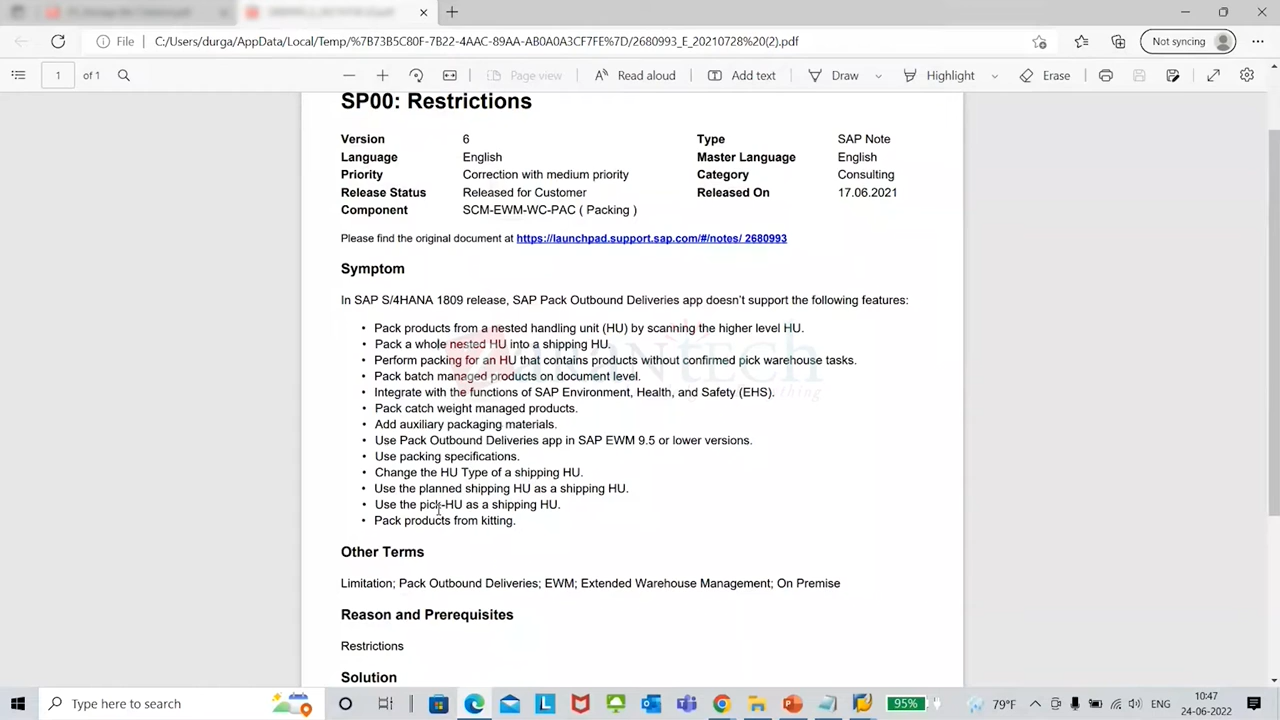 File
C:/Users/durga/AppData/Local/Temp/%7B73B5C80F-7B22-4AAC-89AA-AB0A0A3CF7FE%7D/2680993_E_20210728%20(2).pdf
Not syncing
1 of 1
Page view
Read aloud
Add text
Draw
Highlight
Erase
SP00: Restrictions
Version 6 Type SAP Note
Language English Master Language English
Priority Correction with medium priority Category Consulting
Release Status Released for Customer Released On 17.06.2021
Component SCM-EWM-WC-PAC ( Packing )
Please find the original document at https://launchpad.support.sap.com/#/notes/ 2680993
Symptom
In SAP S/4HANA 1809 release, SAP Pack Outbound Deliveries app doesn't support the following features:
• Pack products from a nested handling unit (HU) by scanning the higher level HU.
• Pack a whole nested HU into a shipping HU.
• Perform packing for an HU that contains products without confirmed pick warehouse tasks.
• Pack batch managed products on document level.
• Integrate with the functions of SAP Environment, Health, and Safety (EHS).
• Pack catch weight managed products.
• Add auxiliary packaging materials.
• Use Pack Outbound Deliveries app in SAP EWM 9.5 or lower versions.
• Use packing specifications.
• Change the HU Type of a shipping HU.
• Use the planned shipping HU as a shipping HU.
• Use the pick-HU as a shipping HU.
• Pack products from kitting.
Other Terms
Limitation; Pack Outbound Deliveries; EWM; Extended Warehouse Management; On Premise
Reason and Prerequisites
Restrictions
Solution
Type here to search
95%
79°F
ENG
10:47
24-06-2022